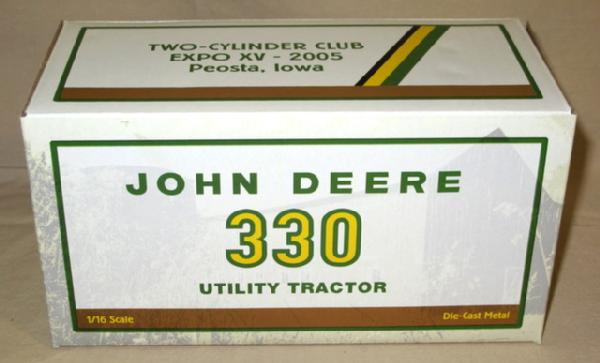 TWO-CYLINDER CLUB
EXPO XV - 2005
Peosta, Iowa
JOHN DEERE
330
UTILITY TRACTOR
1/16 Scale
Die-Cast Metal